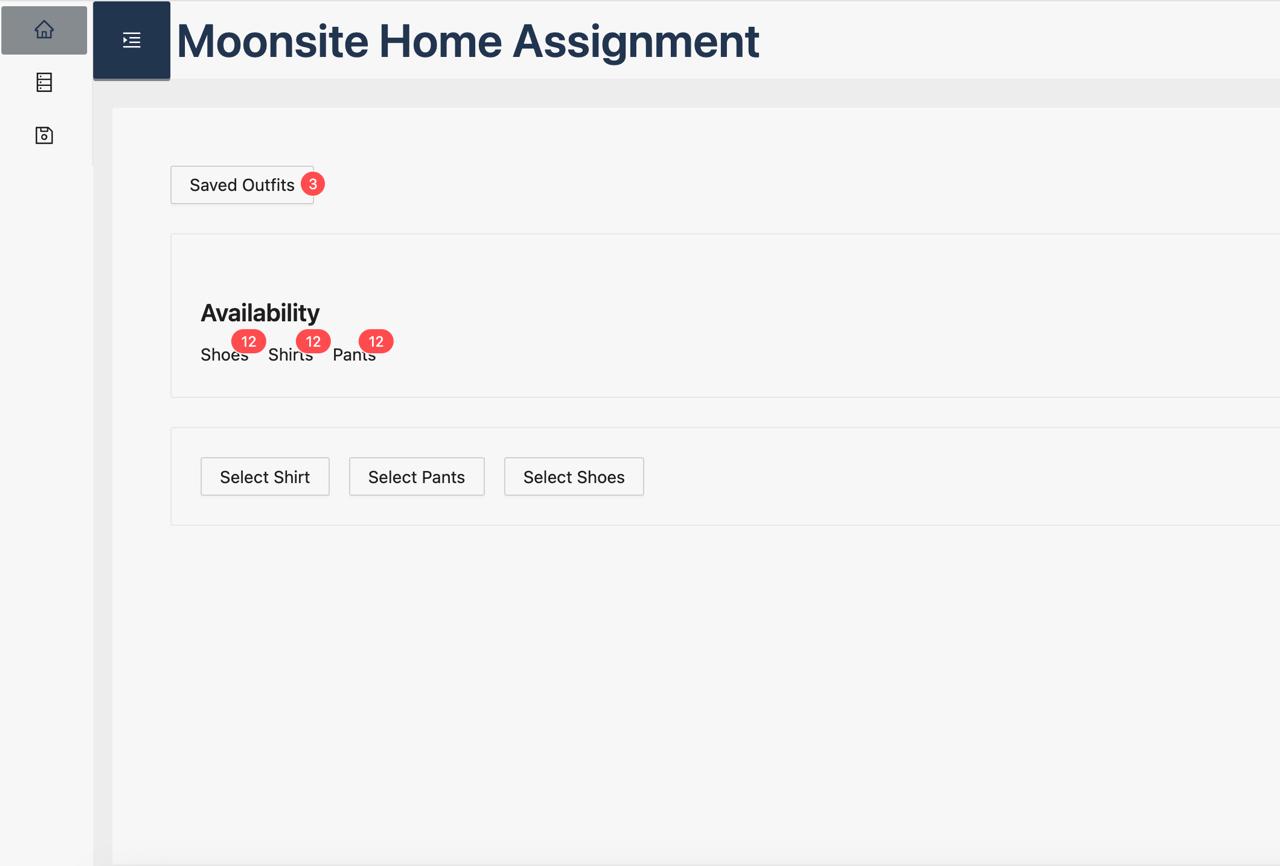 Moonsite Home Assignment
Saved Outfits 3
Availability
Shoes 12 Shirts 12 Pants 12
Select Shirt Select Pants Select Shoes